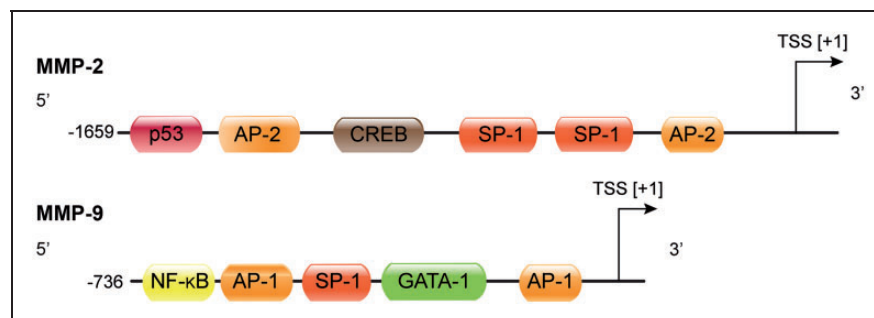 TSS [+1]
MMP-2
5’
3’
-1659
p53
AP-2
CREB
SP-1
SP-1
AP-2
TSS [+1]
MMP-9
5’
3’
-736
NF-κB
AP-1
SP-1
GATA-1
AP-1